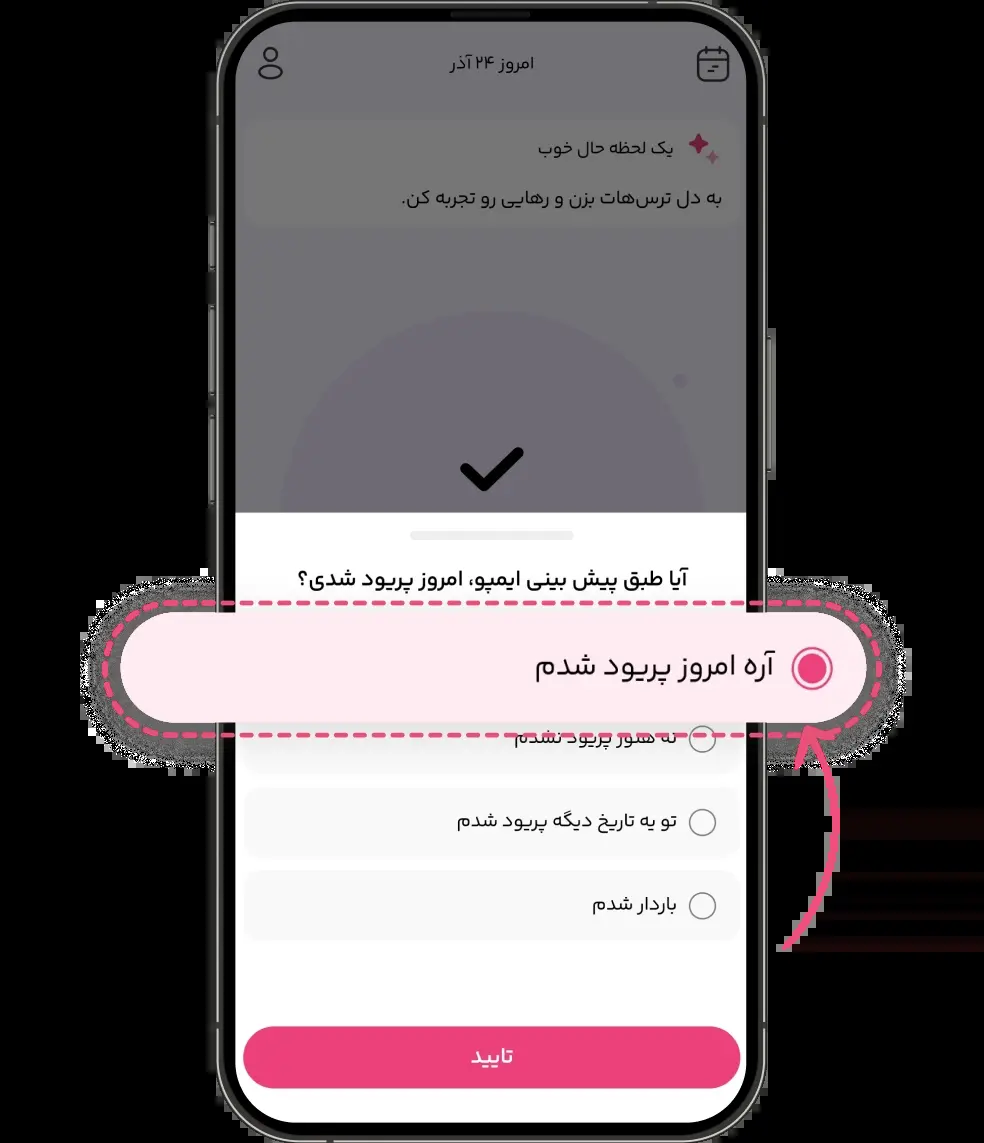 امروز ۲۴ آذر
یک لحظه حال خوب
به دل ترس‌هات بزن و رهایی رو تجربه کن.
آیا طبق پیش بینی ایمپو، امروز پریود شدی؟
آره امروز پریود شدم
نه هنوز پریود نشدم
تو یه تاریخ دیگه پریود شدم
باردار شدم
تایید